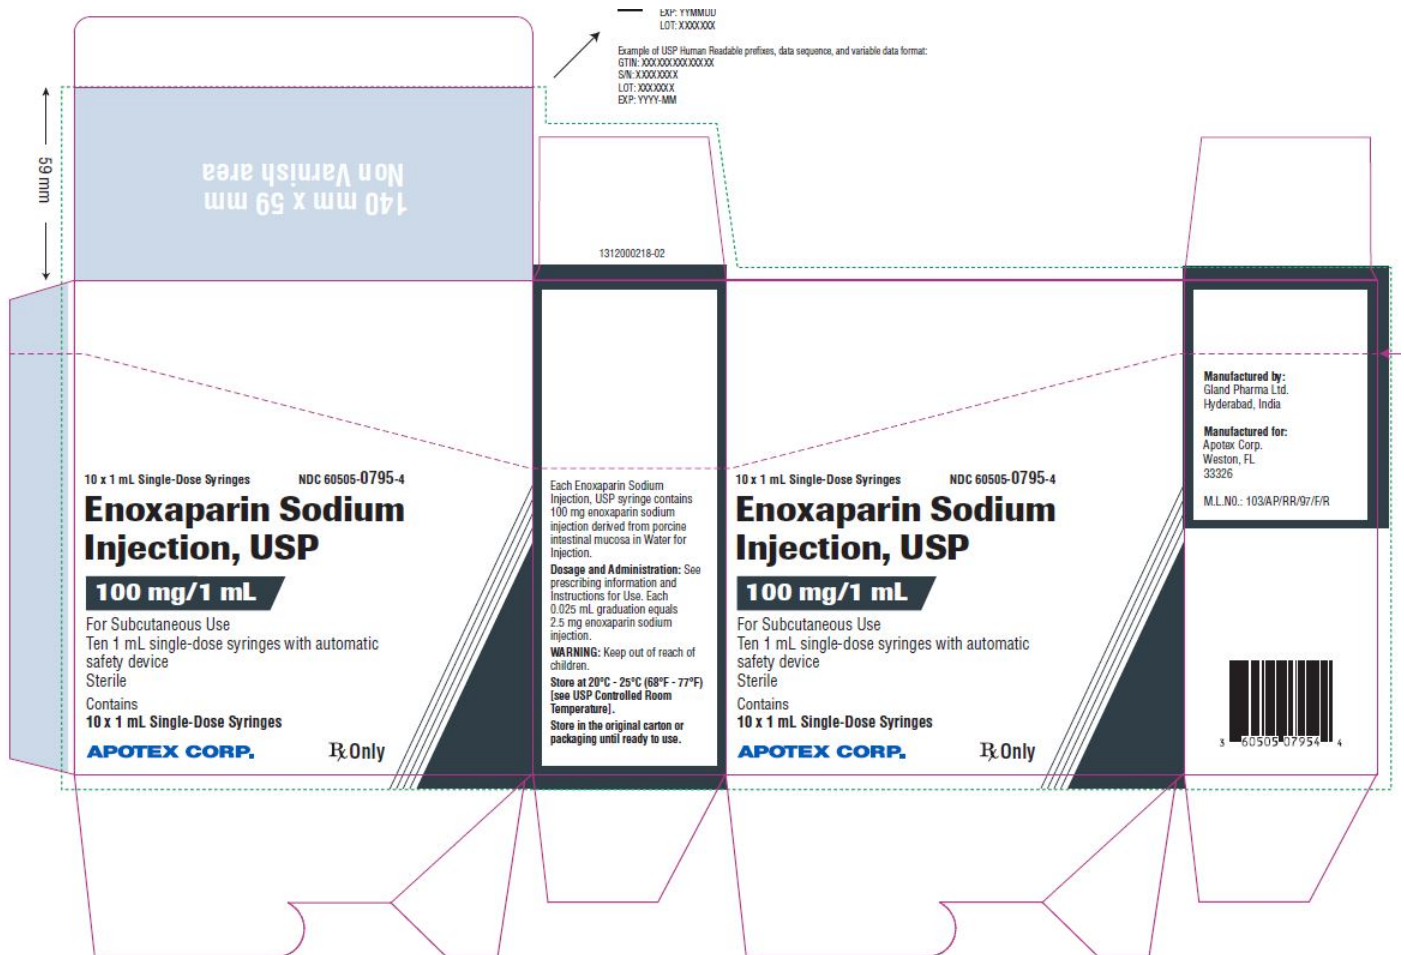 EXP: YYMMDD
LOT: XXXXXXX
Example of USP Human Readable prefixes, data sequence, and variable data format:
GTIN: XXXXXXXXXXXXXX
S/N: XXXXXXXX
LOT: XXXXXXX
EXP: YYYY-MM
59 mm
140 mm x 59 mm
Non Varnish area
1312000218-02
10 x 1 mL Single-Dose Syringes NDC 60505-0795-4
Enoxaparin Sodium
Injection, USP
100 mg/1 mL
For Subcutaneous Use
Ten 1 mL single-dose syringes with automatic
safety device
Sterile
Contains
10 x 1 mL Single-Dose Syringes
APOTEX CORP. ℞ Only
Each Enoxaparin Sodium
Injection, USP syringe contains
100 mg enoxaparin sodium
injection derived from porcine
intestinal mucosa in Water for
Injection.
Dosage and Administration: See
prescribing information and
Instructions for Use. Each
0.025 mL graduation equals
2.5 mg enoxaparin sodium
injection.
WARNING: Keep out of reach of
children.
Store at 20°C - 25°C (68°F - 77°F)
[see USP Controlled Room
Temperature].
Store in the original carton or
packaging until ready to use.
10 x 1 mL Single-Dose Syringes NDC 60505-0795-4
Enoxaparin Sodium
Injection, USP
100 mg/1 mL
For Subcutaneous Use
Ten 1 mL single-dose syringes with automatic
safety device
Sterile
Contains
10 x 1 mL Single-Dose Syringes
APOTEX CORP. ℞ Only
Manufactured by:
Gland Pharma Ltd.
Hyderabad, India
Manufactured for:
Apotex Corp.
Weston, FL
33326
M.L.N0.: 103/AP/RR/97/F/R
3 60505 07954 4